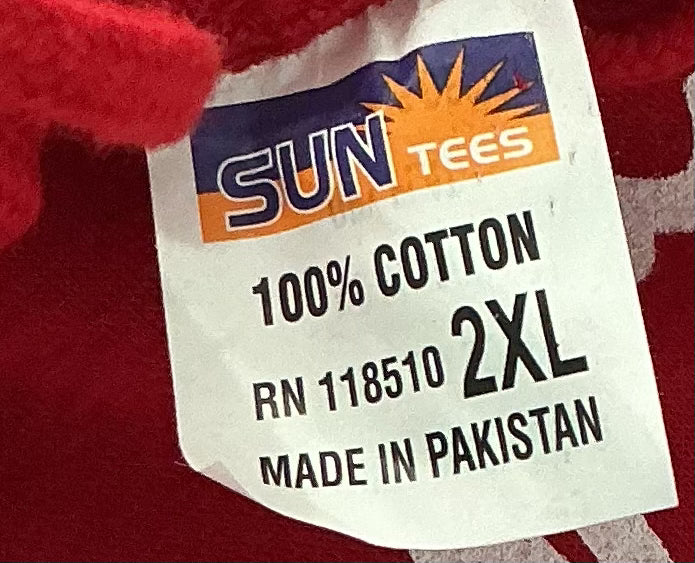 SUN TEES
100% COTTON
RN 118510 2XL
MADE IN PAKISTAN